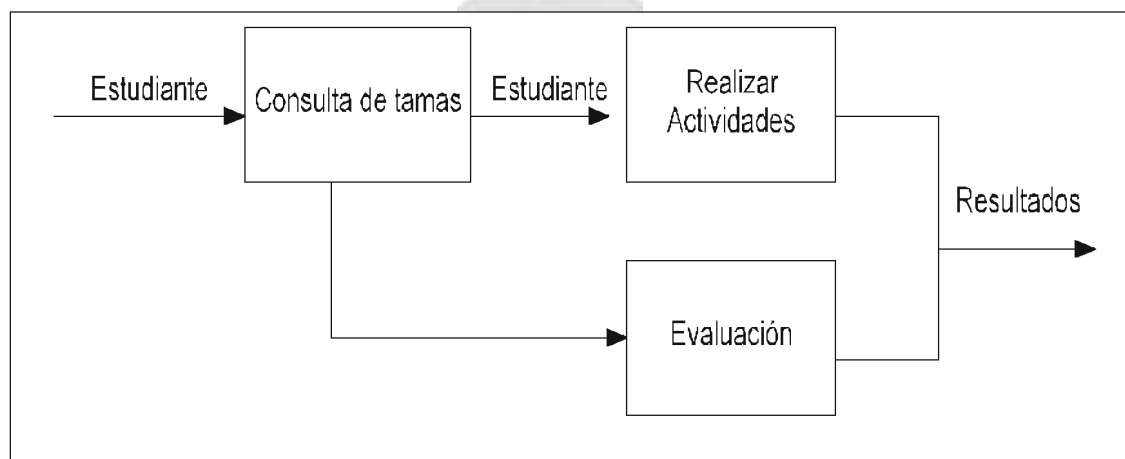 Estudiante
Consulta de tamas
Estudiante
Realizar
Actividades
Resultados
Evaluación